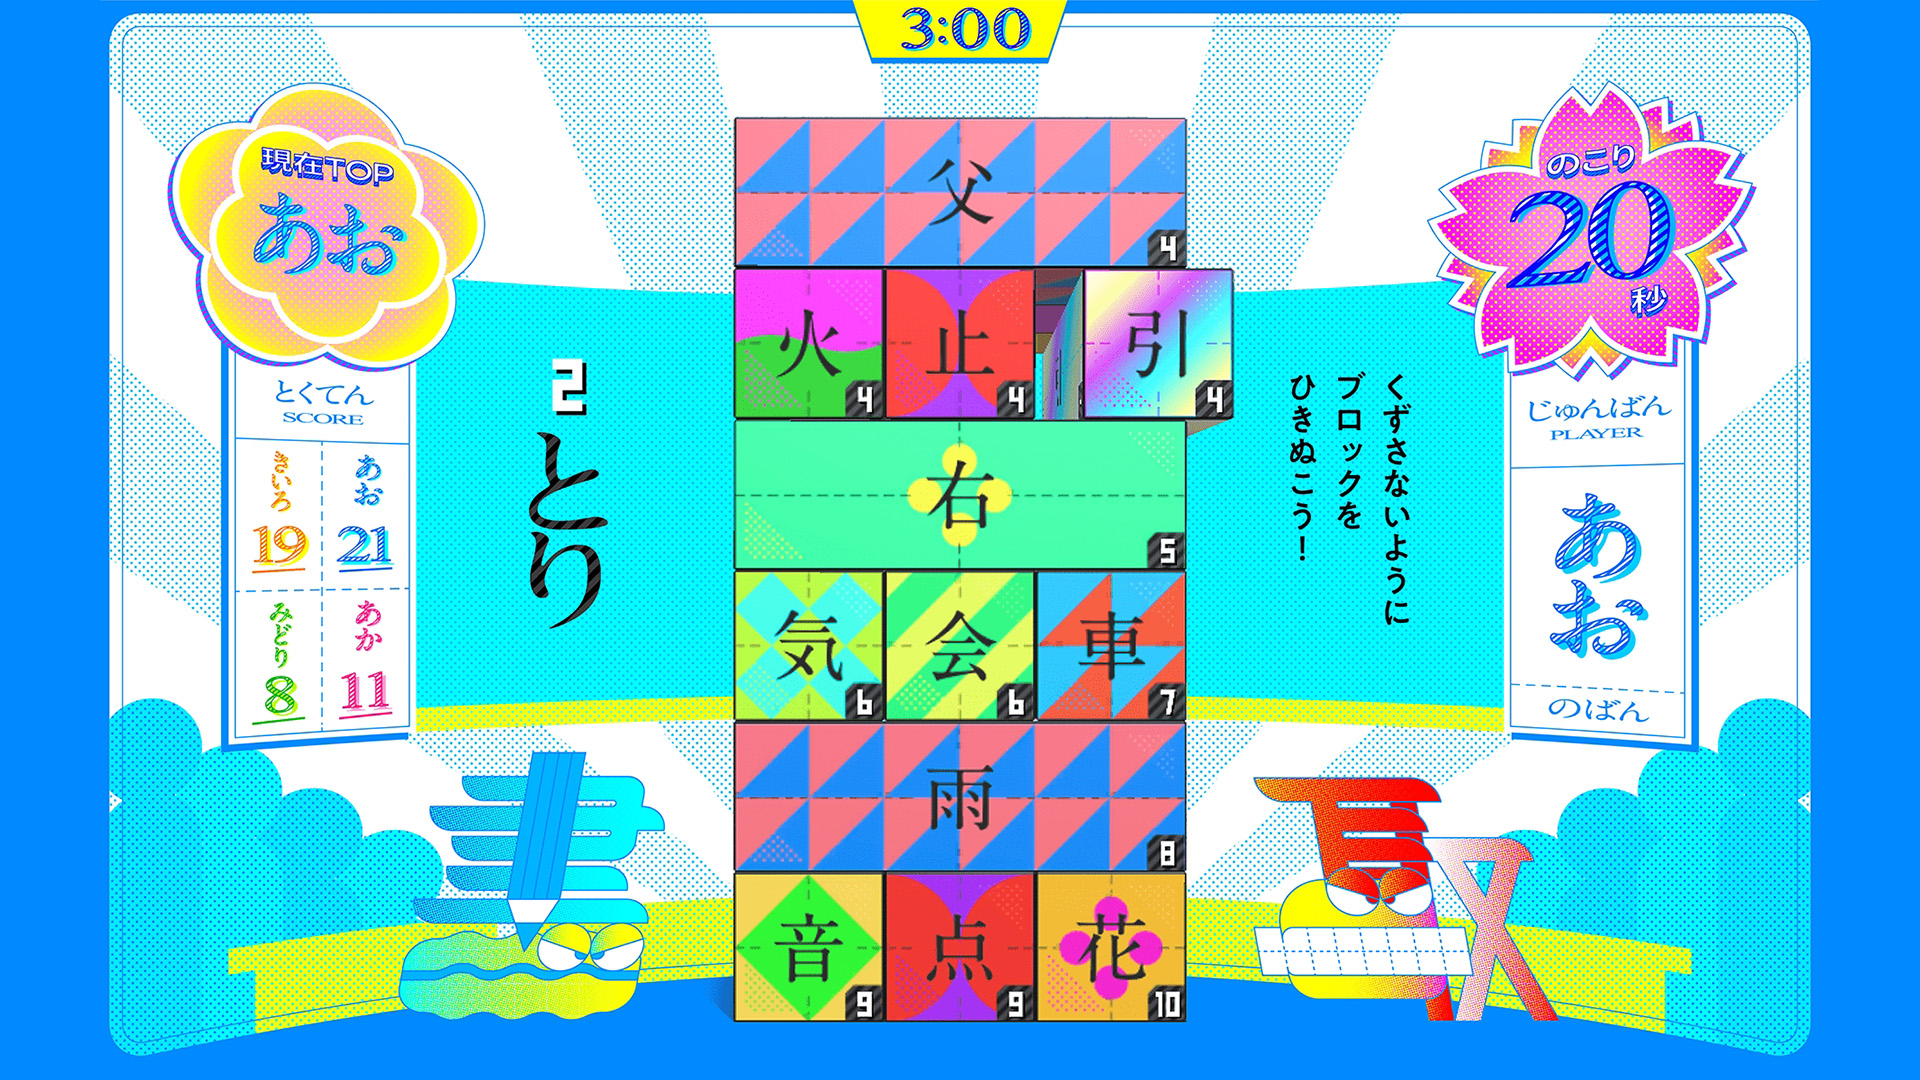 3:00
現在TOP
あお
とくてん
SCORE
あお
21
きいろ
19
あか
11
みどり
8
2
とり
父
4
火
4
止
4
引
4
右
5
気
6
会
6
車
7
雨
8
音
9
点
9
花
10
くずさないように
ブロックを
ひきぬこう!
のこり
20
秒
じゅんばん
PLAYER
あお
のばん
書
取